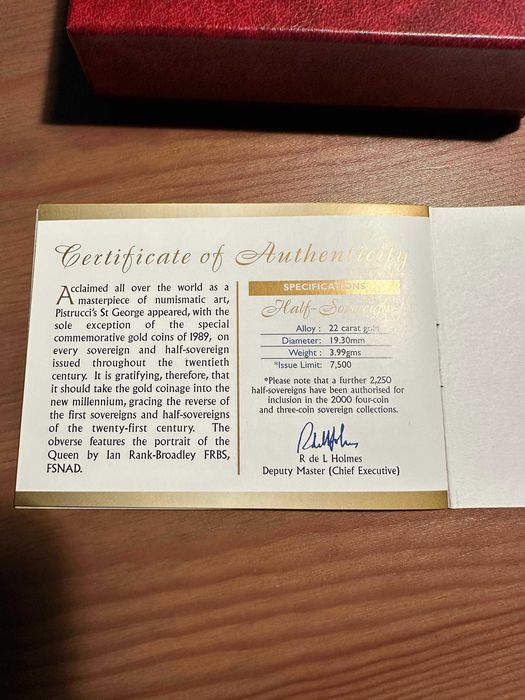 Certificate of Authenticity
Acclaimed all over the world as a
masterpiece of numismatic art,
Pistrucci's St George appeared, with the
sole exception of the special
commemorative gold coins of 1989, on
every sovereign and half-sovereign
issued throughout the twentieth
century. It is gratifying, therefore, that
it should take the gold coinage into the
new millennium, gracing the reverse of
the first sovereigns and half-sovereigns
of the twenty-first century. The
obverse features the portrait of the
Queen by Ian Rank-Broadley FRBS,
FSNAD.
SPECIFICATIONS
Half-Sovereign
Alloy : 22 carat gold
Diameter: 19.30mm
Weight : 3.99gms
*Issue Limit: 7,500
*Please note that a further 2,250
half-sovereigns have been authorised for
inclusion in the 2000 four-coin
and three-coin sovereign collections.
R de L Holmes
Deputy Master (Chief Executive)